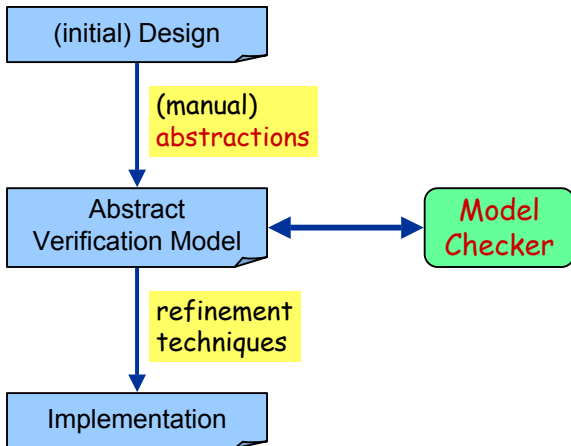 (initial) Design
(manual)
abstractions
Abstract
Verification Model
Model
Checker
refinement
techniques
Implementation